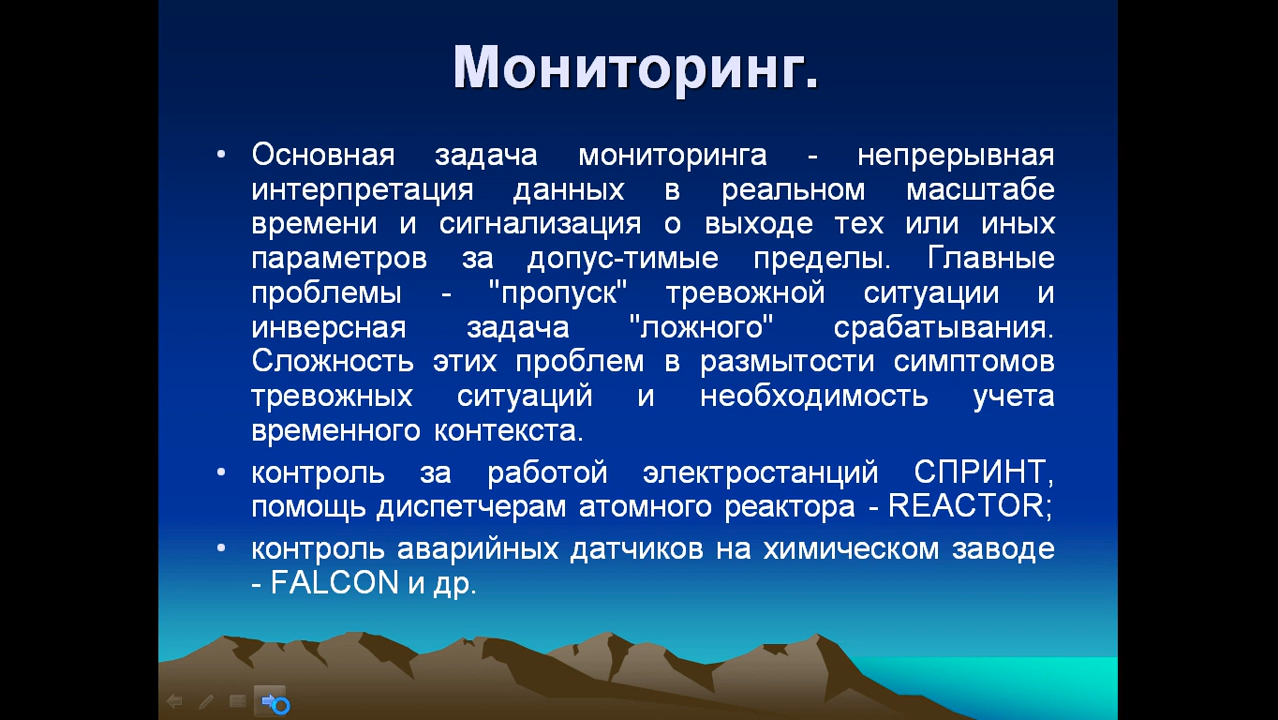 Мониторинг.
• Основная задача мониторинга - непрерывная
интерпретация данных в реальном масштабе
времени и сигнализация о выходе тех или иных
параметров за допус-тимые пределы. Главные
проблемы - "пропуск" тревожной ситуации и
инверсная задача "ложного" срабатывания.
Сложность этих проблем в размытости симптомов
тревожных ситуаций и необходимость учета
временного контекста.
• контроль за работой электростанций СПРИНТ,
помощь диспетчерам атомного реактора - REACTOR;
• контроль аварийных датчиков на химическом заводе
- FALCON и др.